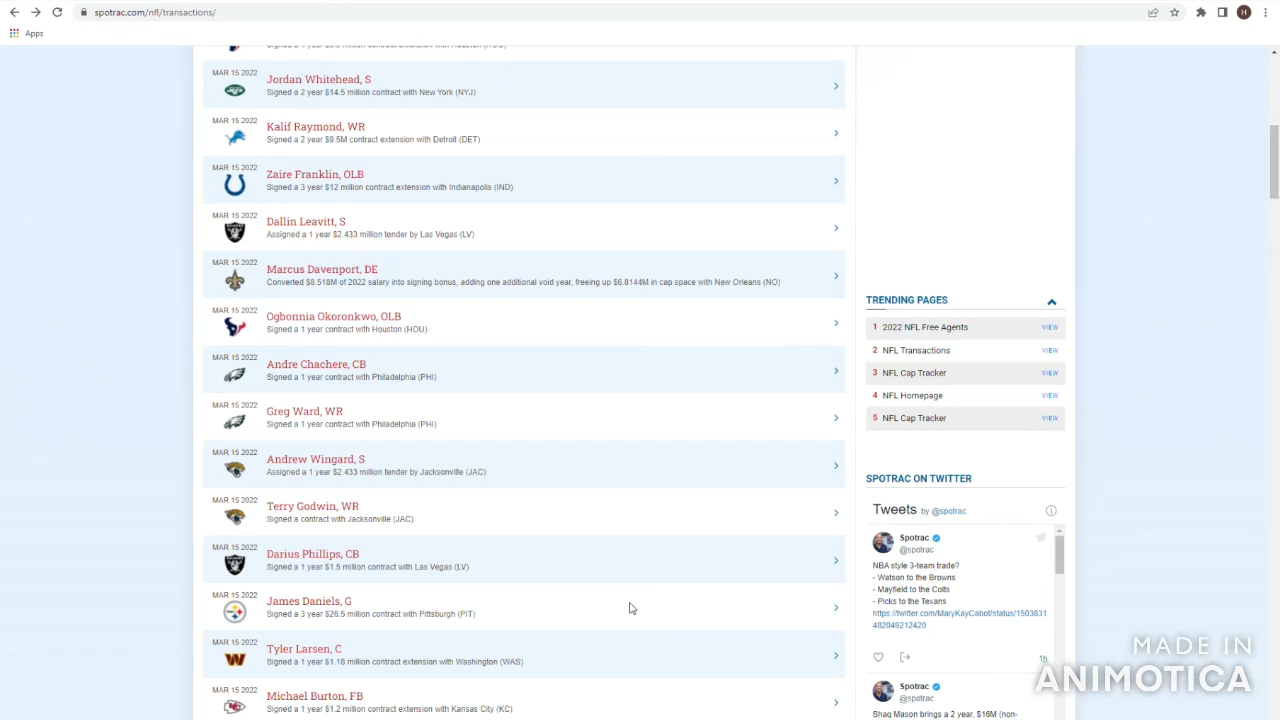 spotrac.com/nfl/transactions/
H
Apps
MAR 15 2022
Jordan Whitehead, S
Signed a 2 year $14.5 million contract with New York (NYJ)
MAR 15 2022
Kalif Raymond, WR
Signed a 2 year $9.5M contract extension with Detroit (DET)
MAR 15 2022
Zaire Franklin, OLB
Signed a 3 year $12 million contract extension with Indianapolis (IND)
MAR 15 2022
Dallin Leavitt, S
Assigned a 1 year $2.433 million tender by Las Vegas (LV)
MAR 15 2022
Marcus Davenport, DE
Converted $8.518M of 2022 salary into signing bonus, adding one additional void year, freeing up $6.8144M in cap space with New Orleans (NO)
MAR 15 2022
Ogbonnia Okoronkwo, OLB
Signed a 1 year contract with Houston (HOU)
MAR 15 2022
Andre Chachere, CB
Signed a 1 year contract with Philadelphia (PHI)
MAR 15 2022
Greg Ward, WR
Signed a 1 year contract with Philadelphia (PHI)
MAR 15 2022
Andrew Wingard, S
Assigned a 1 year $2.433 million tender by Jacksonville (JAC)
MAR 15 2022
Terry Godwin, WR
Signed a contract with Jacksonville (JAC)
MAR 15 2022
Darius Phillips, CB
Signed a 1 year $1.5 million contract with Las Vegas (LV)
MAR 15 2022
James Daniels, G
Signed a 3 year $26.5 million contract with Pittsburgh (PIT)
MAR 15 2022
Tyler Larsen, C
Signed a 1 year $1.18 million contract extension with Washington (WAS)
MAR 15 2022
Michael Burton, FB
Signed a 1 year $1.2 million contract extension with Kansas City (KC)
TRENDING PAGES
1 2022 NFL Free Agents VIEW
2 NFL Transactions VIEW
3 NFL Cap Tracker VIEW
4 NFL Homepage VIEW
5 NFL Cap Tracker VIEW
SPOTRAC ON TWITTER
Tweets by @spotrac
Spotrac
@spotrac
NBA style 3-team trade?
- Watson to the Browns
- Mayfield to the Colts
- Picks to the Texans
https://twitter.com/MaryKayCabot/status/1503831
482049212420
1h
Spotrac
@spotrac
Shaq Mason brings a 2 year, $16M (non-
MADE IN
ANIMOTICA